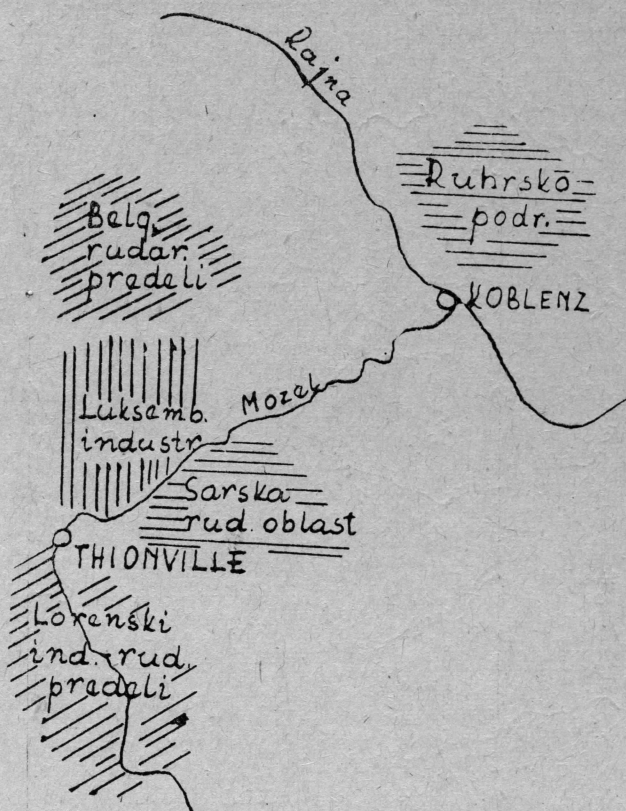 Rajna
Ruhrsko
podr.
Belg.
rudar.
predeli
KOBLENZ
Mozel
Luksemb.
industr.
Sarska
rud. oblast
THIONVILLE
Lorenski
ind.-rud.
predeli